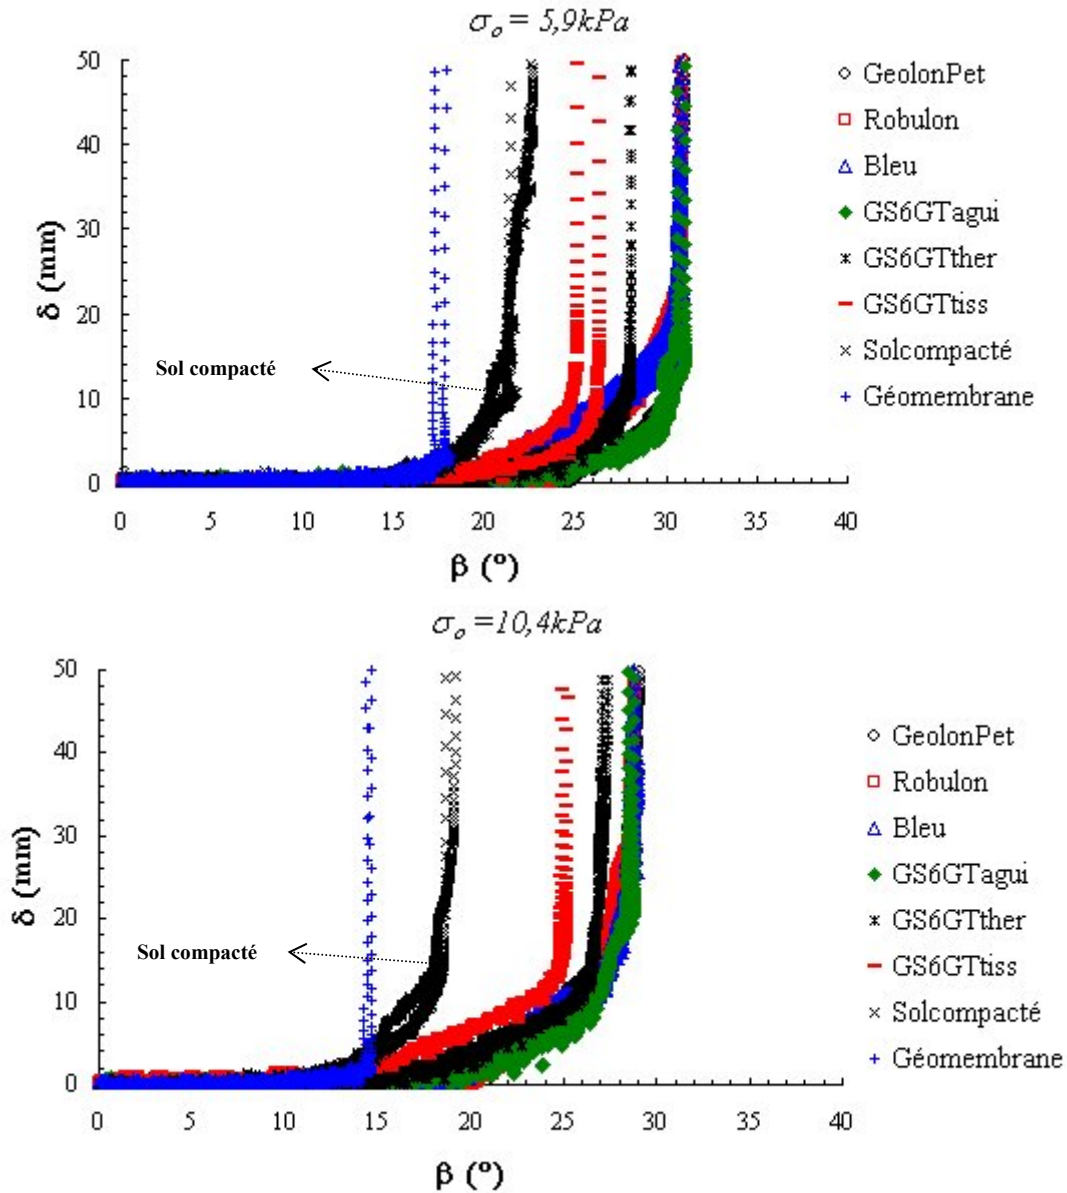 σo = 5,9kPa
50
40
30
20
10
0
δ (mm)
Sol compacté
0 5 10 15 20 25 30 35 40
β (º)
GeolonPet
Robulon
Bleu
GS6GTagui
GS6GTther
GS6GTtiss
Solcompacté
Géomembrane
σo =10,4kPa
50
40
30
20
10
0
δ (mm)
Sol compacté
0 5 10 15 20 25 30 35 40
β (º)
GeolonPet
Robulon
Bleu
GS6GTagui
GS6GTther
GS6GTtiss
Solcompacté
Géomembrane